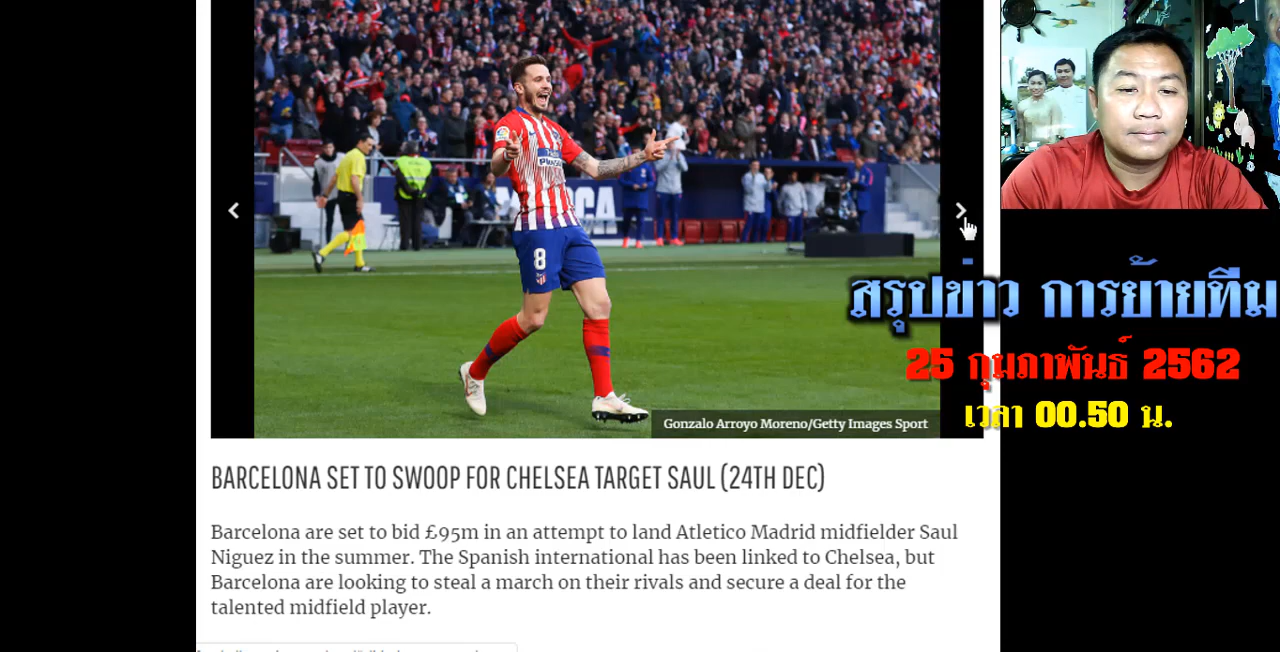 8
Gonzalo Arroyo Moreno/Getty Images Sport
BARCELONA SET TO SWOOP FOR CHELSEA TARGET SAUL (24TH DEC)
Barcelona are set to bid £95m in an attempt to land Atletico Madrid midfielder Saul
Niguez in the summer. The Spanish international has been linked to Chelsea, but
Barcelona are looking to steal a march on their rivals and secure a deal for the
talented midfield player.
สรุปข่าว การย้ายทีม
25 กุมภาพันธ์ 2562
เวลา 00.50 น.